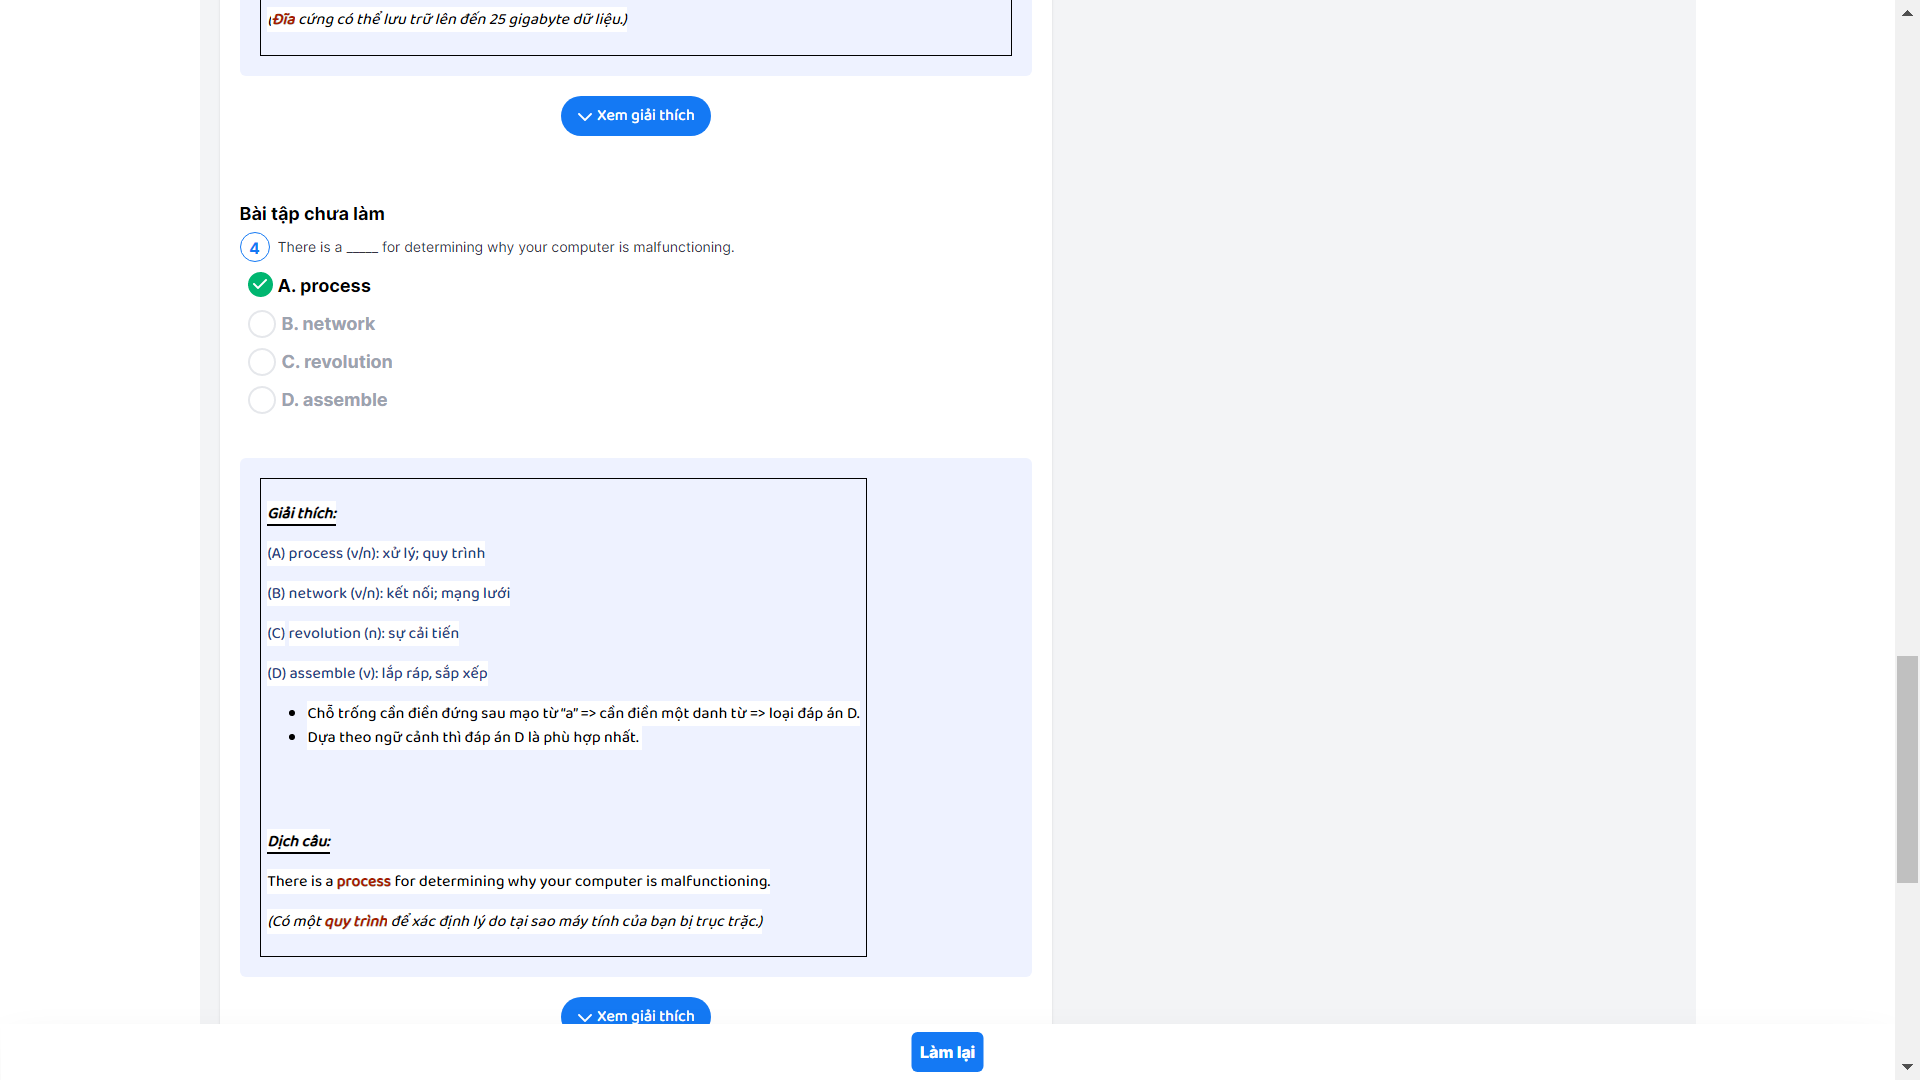 (Đĩa cứng có thể lưu trữ lên đến 25 gigabyte dữ liệu.)
Xem giải thích
Bài tập chưa làm
4 There is a _____ for determining why your computer is malfunctioning.
A. process
B. network
C. revolution
D. assemble
Giải thích:
(A) process (v/n): xử lý; quy trình
(B) network (v/n): kết nối; mạng lưới
(C) revolution (n): sự cải tiến
(D) assemble (v): lắp ráp, sắp xếp
Chỗ trống cần điền đứng sau mạo từ “a” => cần điền một danh từ => loại đáp án D.
Dựa theo ngữ cảnh thì đáp án D là phù hợp nhất.
Dịch câu:
There is a process for determining why your computer is malfunctioning.
(Có một quy trình để xác định lý do tại sao máy tính của bạn bị trục trặc.)
Xem giải thích
Làm lại